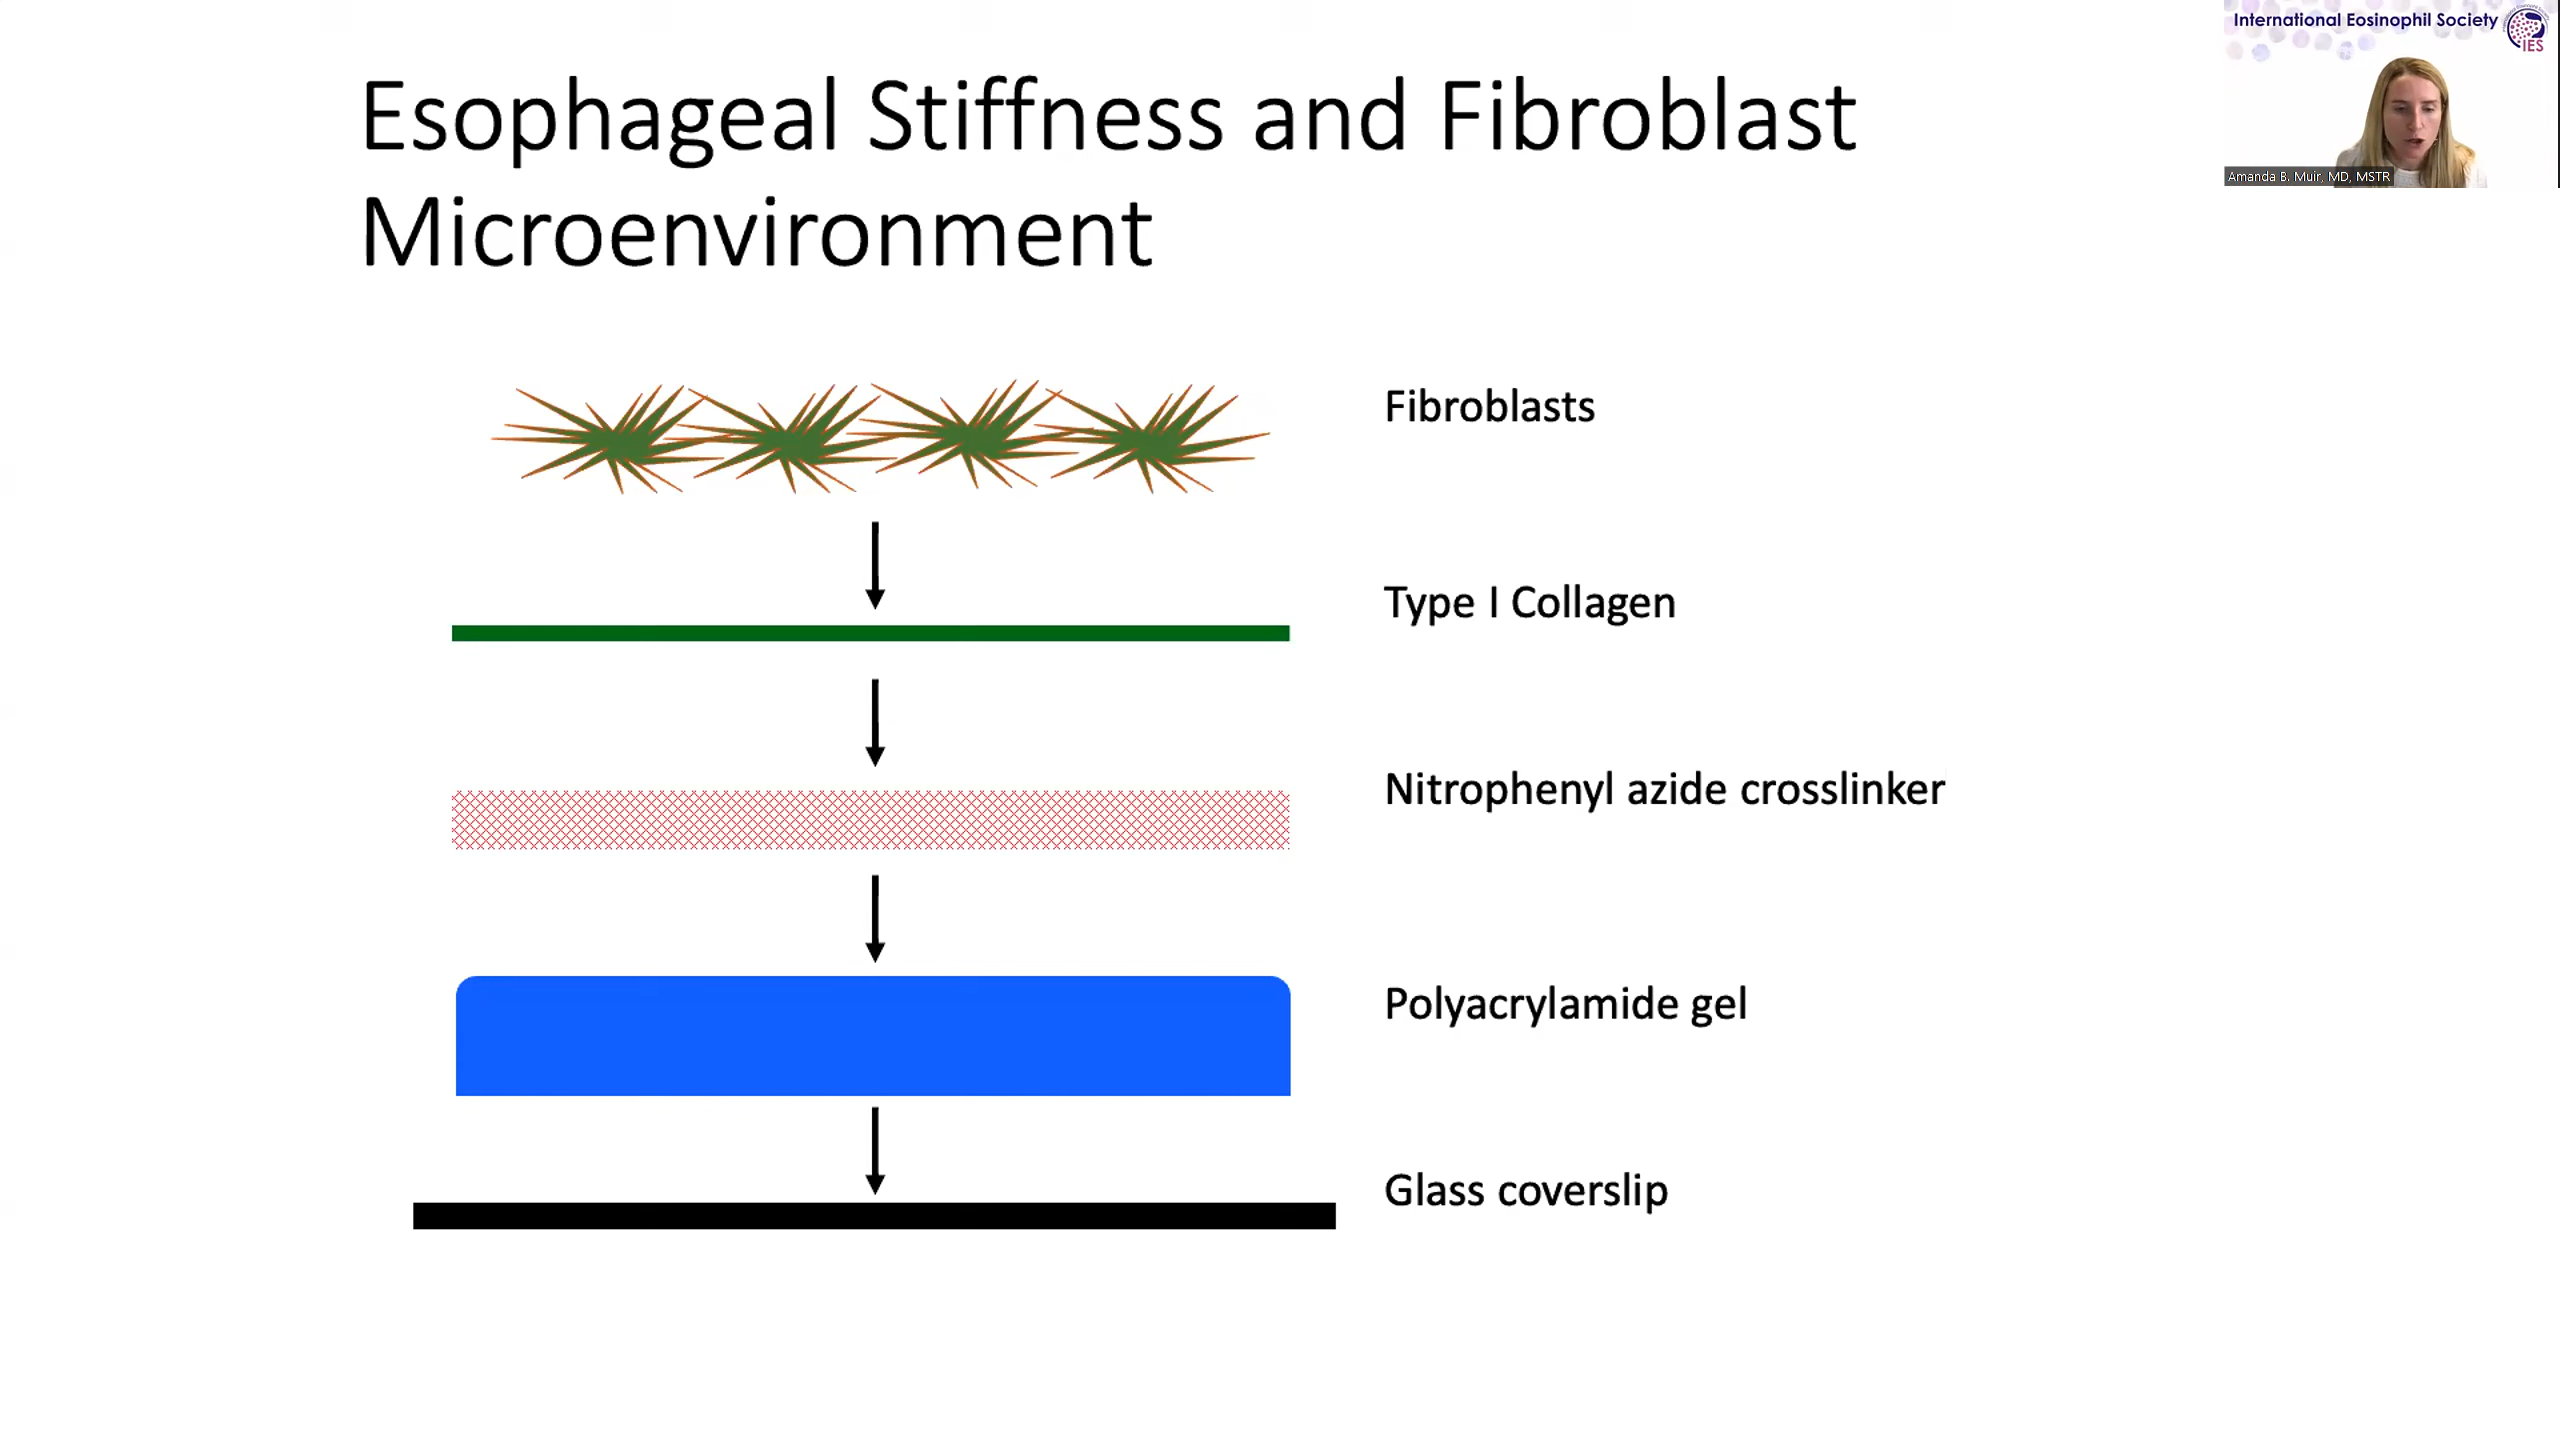 Esophageal Stiffness and Fibroblast
Microenvironment
Fibroblasts
Type I Collagen
Nitrophenyl azide crosslinker
Polyacrylamide gel
Glass coverslip
International Eosinophil Society
IES
Amanda B. Muir, MD, MSTR